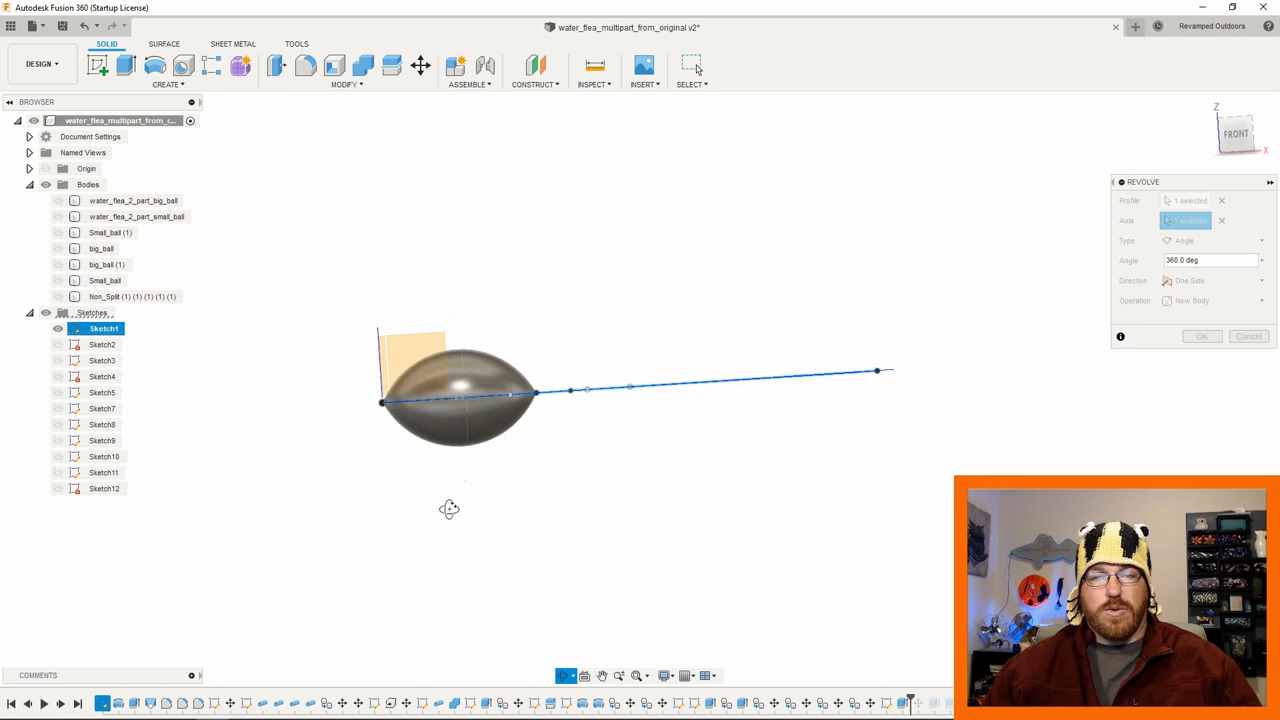 Autodesk Fusion 360 (Startup License)
water_flea_multipart_from_original v2*
Revamped Outdoors
DESIGN
SOLID
SURFACE
SHEET METAL
TOOLS
CREATE
MODIFY
ASSEMBLE
CONSTRUCT
INSPECT
INSERT
SELECT
BROWSER
water_flea_multipart_from_c...
Document Settings
Named Views
Origin
Bodies
water_flea_2_part_big_ball
water_flea_2_part_small_ball
Small_ball (1)
big_ball
big_ball (1)
Small_ball
Non_Split (1) (1) (1) (1) (1)
Sketches
Sketch1
Sketch2
Sketch3
Sketch4
Sketch5
Sketch7
Sketch8
Sketch9
Sketch10
Sketch11
Sketch12
Z
FRONT
X
REVOLVE
Profile 1 selected
Axis 1 selected
Type Angle
Angle 360.0 deg
Direction One Side
Operation New Body
OK Cancel
COMMENTS